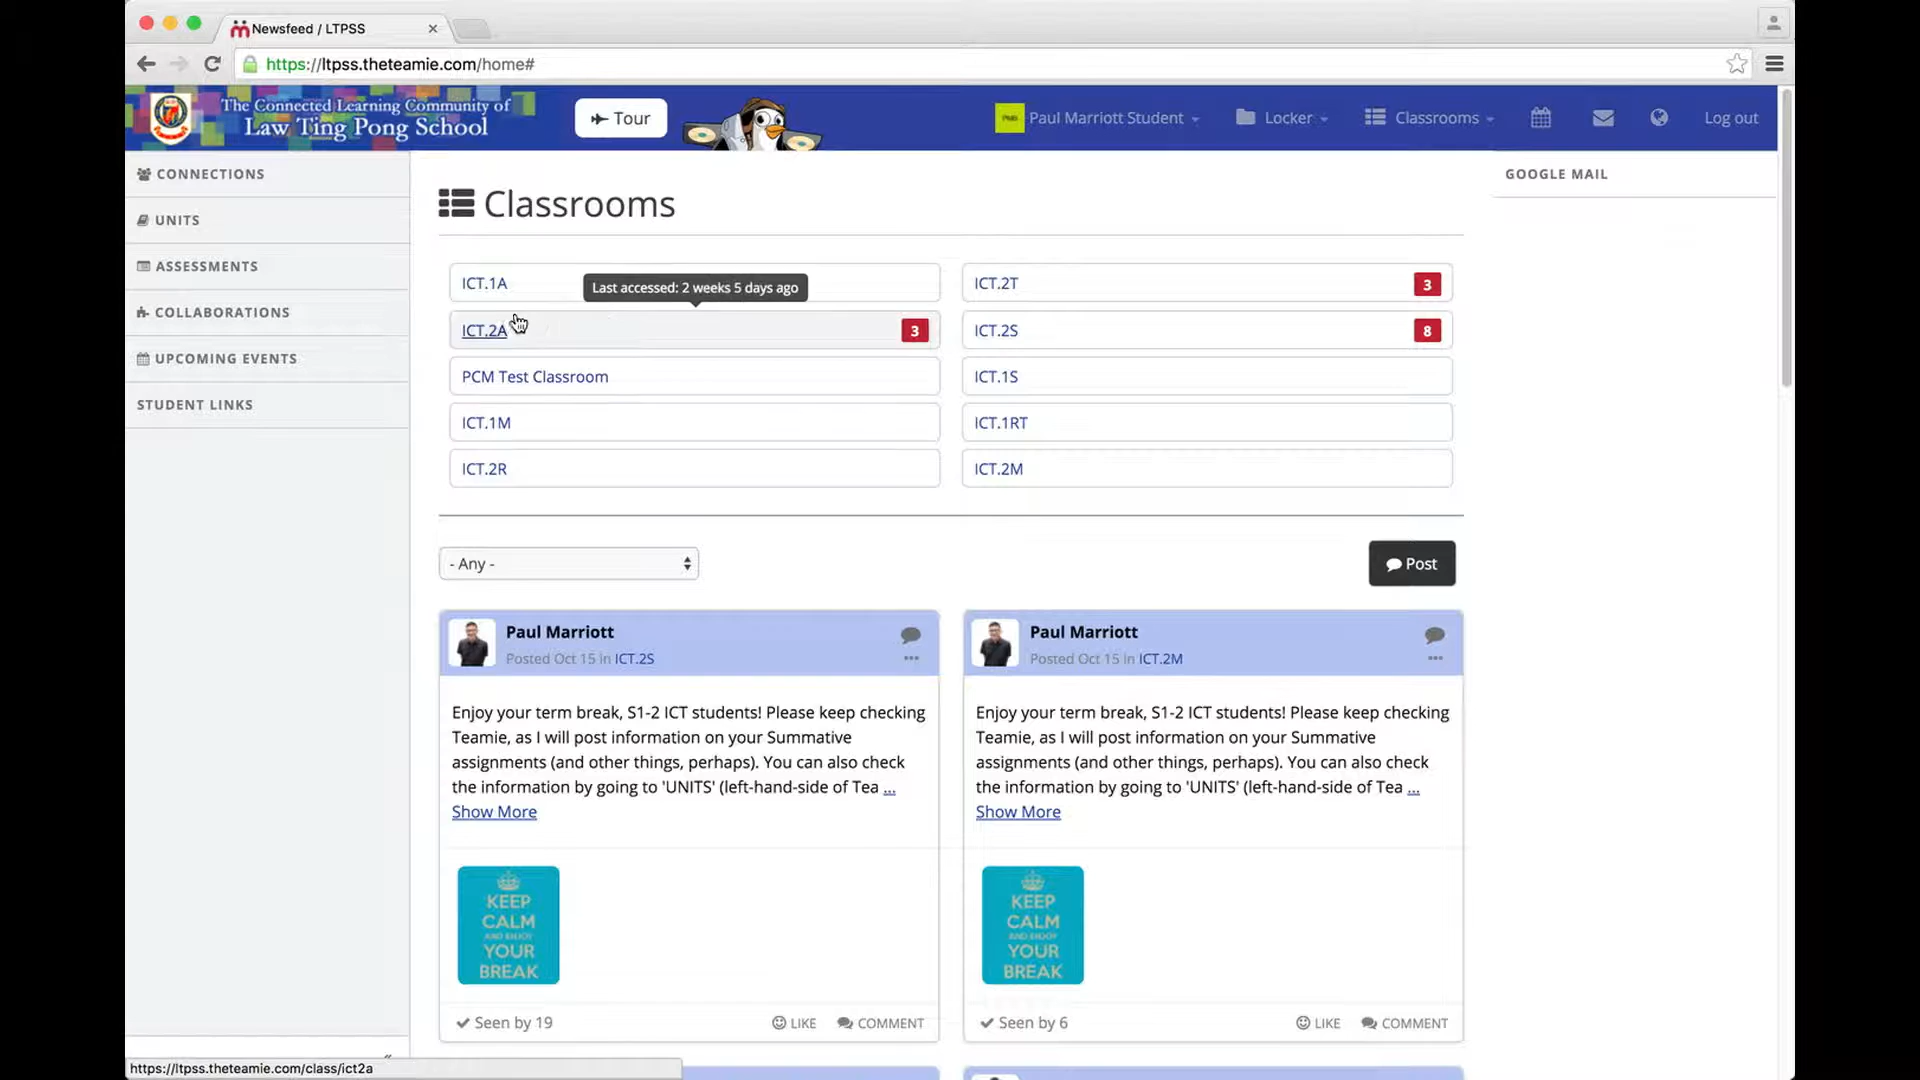 Newsfeed / LTPSS
https://ltpss.theteamie.com/home#
The Connected Learning Community of
Law Ting Pong School
Tour
Paul Marriott Student
Locker
Classrooms
Log out
CONNECTIONS
UNITS
ASSESSMENTS
COLLABORATIONS
UPCOMING EVENTS
STUDENT LINKS
GOOGLE MAIL
Classrooms
ICT.1A
Last accessed: 2 weeks 5 days ago
ICT.2T 3
ICT.2A 3
ICT.2S 8
PCM Test Classroom
ICT.1S
ICT.1M
ICT.1RT
ICT.2R
ICT.2M
- Any -
Post
Paul Marriott
Posted Oct 15 in ICT.2S
Enjoy your term break, S1-2 ICT students! Please keep checking
Teamie, as I will post information on your Summative
assignments (and other things, perhaps). You can also check
the information by going to 'UNITS' (left-hand-side of Tea ...
Show More
KEEP
CALM
AND ENJOY
YOUR
BREAK
Seen by 19
LIKE
COMMENT
Paul Marriott
Posted Oct 15 in ICT.2M
Enjoy your term break, S1-2 ICT students! Please keep checking
Teamie, as I will post information on your Summative
assignments (and other things, perhaps). You can also check
the information by going to 'UNITS' (left-hand-side of Tea ...
Show More
KEEP
CALM
AND ENJOY
YOUR
BREAK
Seen by 6
LIKE
COMMENT
https://ltpss.theteamie.com/class/ict2a